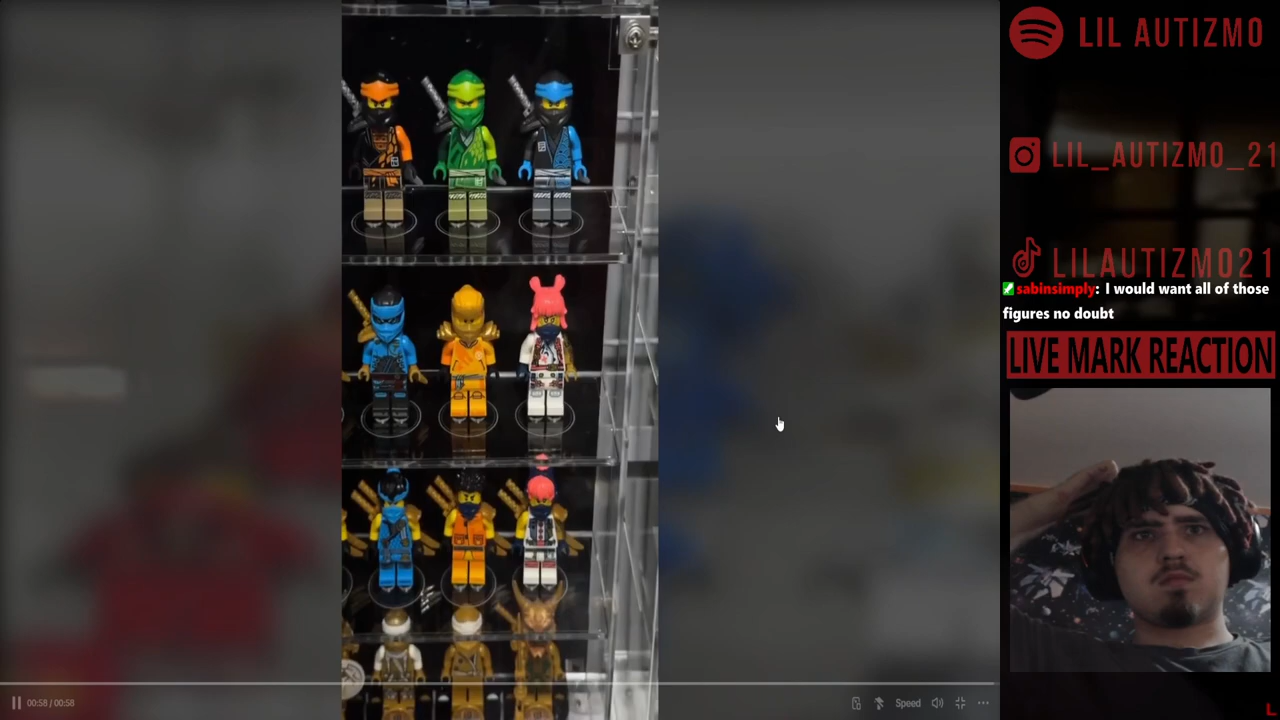 LIL AUTIZMO
LIL_AUTIZMO_21
LILAUTIZMO21
sabinsimply: I would want all of those
figures no doubt
LIVE MARK REACTION
00:58 / 00:58
Speed